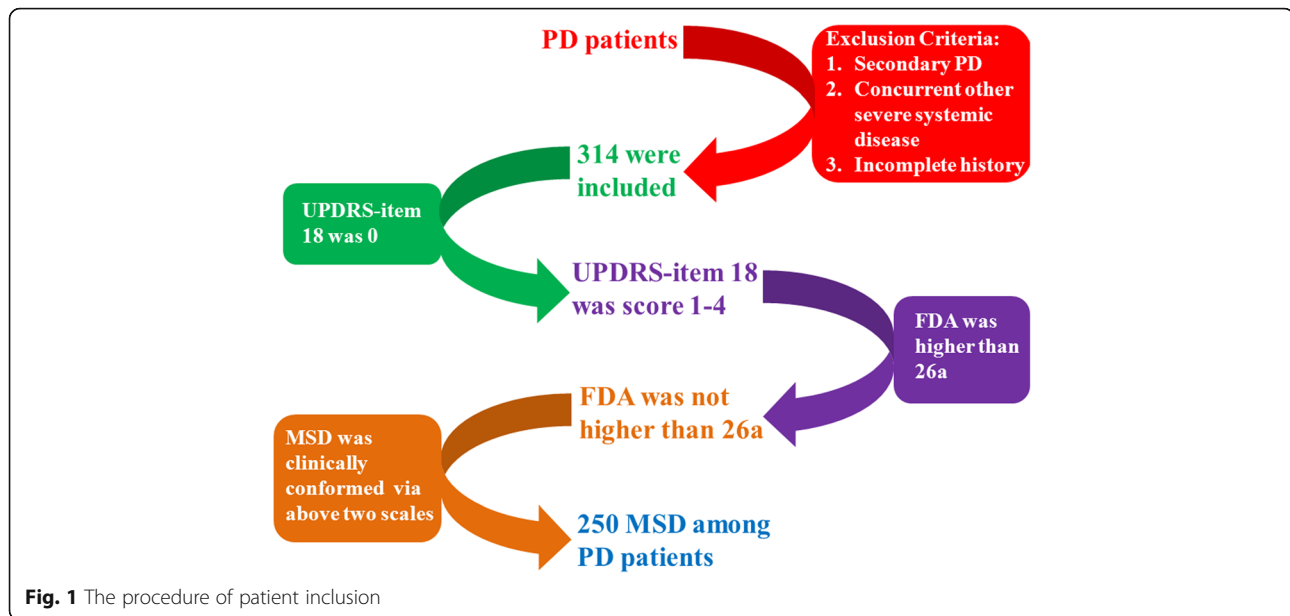 PD patients
Exclusion Criteria:
1. Secondary PD
2. Concurrent other
severe systemic
disease
3. Incomplete history
314 were
included
UPDRS-item
18 was 0
UPDRS-item 18
was score 1-4
FDA was
higher than
26a
FDA was not
higher than 26a
MSD was
clinically
conformed via
above two scales
250 MSD among
PD patients
Fig. 1 The procedure of patient inclusion